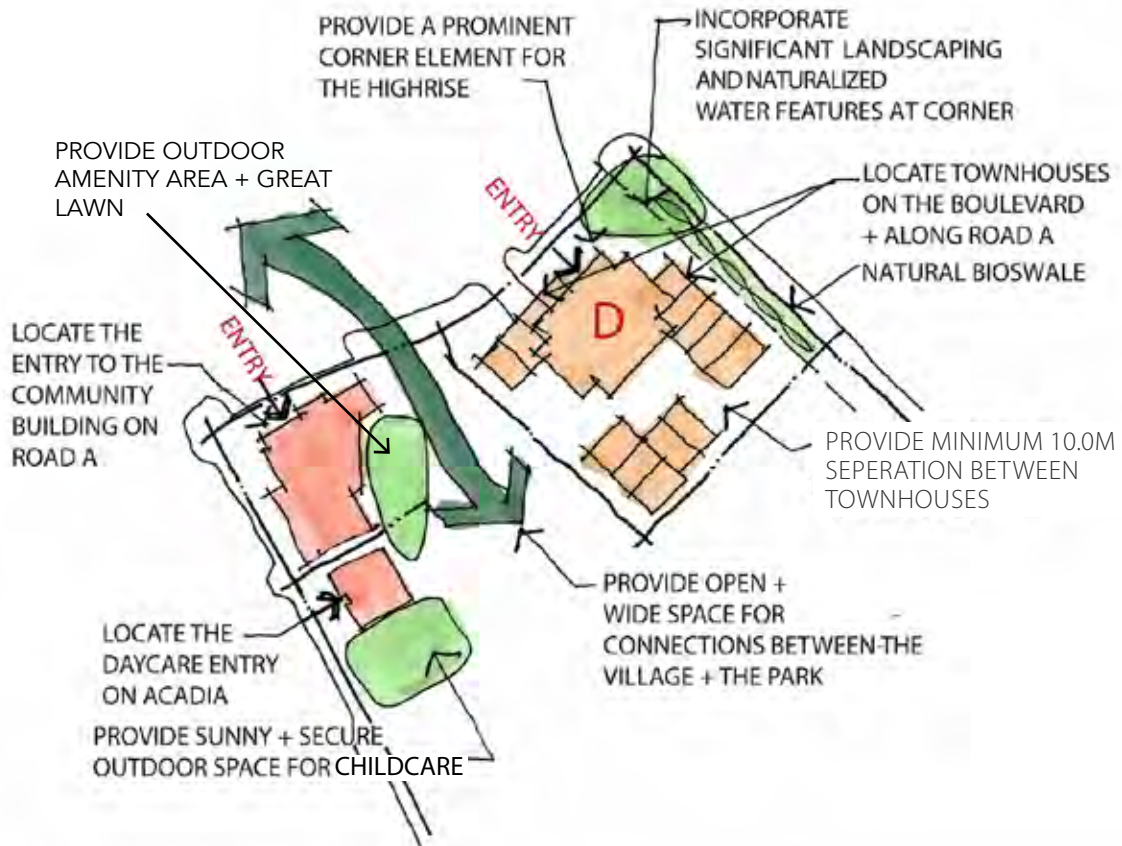 PROVIDE A PROMINENT
CORNER ELEMENT FOR
THE HIGHRISE
INCORPORATE
SIGNIFICANT LANDSCAPING
AND NATURALIZED
WATER FEATURES AT CORNER
PROVIDE OUTDOOR
AMENITY AREA + GREAT
LAWN
ENTRY
LOCATE TOWNHOUSES
ON THE BOULEVARD
+ ALONG ROAD A
NATURAL BIOSWALE
D
LOCATE THE
ENTRY TO THE
COMMUNITY
BUILDING ON
ROAD A
ENTRY
PROVIDE MINIMUM 10.0M
SEPERATION BETWEEN
TOWNHOUSES
PROVIDE OPEN +
WIDE SPACE FOR
CONNECTIONS BETWEEN THE
VILLAGE + THE PARK
LOCATE THE
DAYCARE ENTRY
ON ACADIA
PROVIDE SUNNY + SECURE
OUTDOOR SPACE FOR CHILDCARE